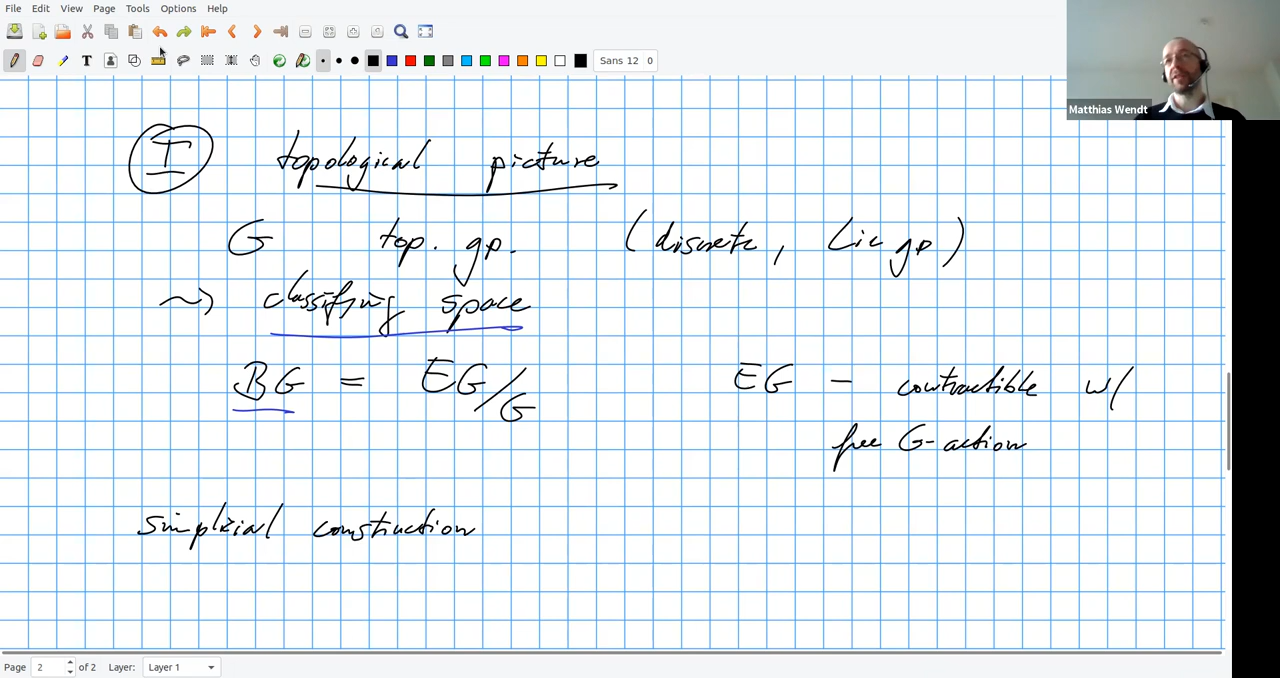 File Edit View Page Tools Options Help
Sans 12 0
Matthias Wendt
I topological picture
G top. gp. (discrete, Lie gp)
⇝ classifying space
BG = EG/G EG – contractible w/
free G-action
simplicial construction
Page 2 of 2 Layer: Layer 1